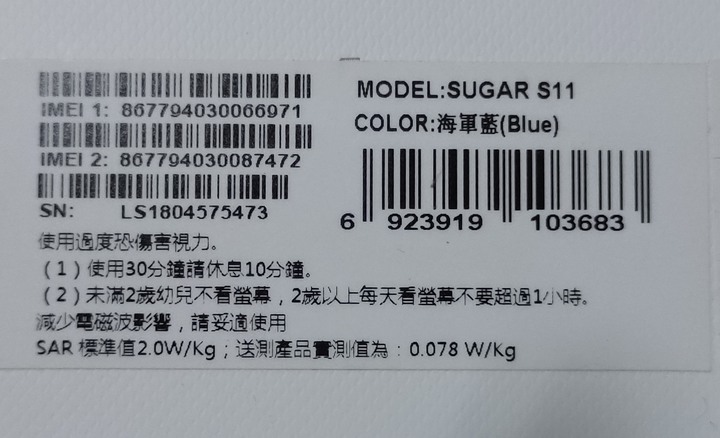 IMEI 1: 867794030066971
IMEI 2: 867794030087472
SN: LS1804575473
MODEL:SUGAR S11
COLOR:海軍藍(Blue)
6 923919 103683
使用過度恐傷害視力。
（1）使用30分鐘請休息10分鐘。
（2）未滿2歲幼兒不看螢幕，2歲以上每天看螢幕不要超過1小時。
減少電磁波影響，請妥適使用
SAR 標準值2.0W/Kg；送測產品實測值為：0.078 W/Kg